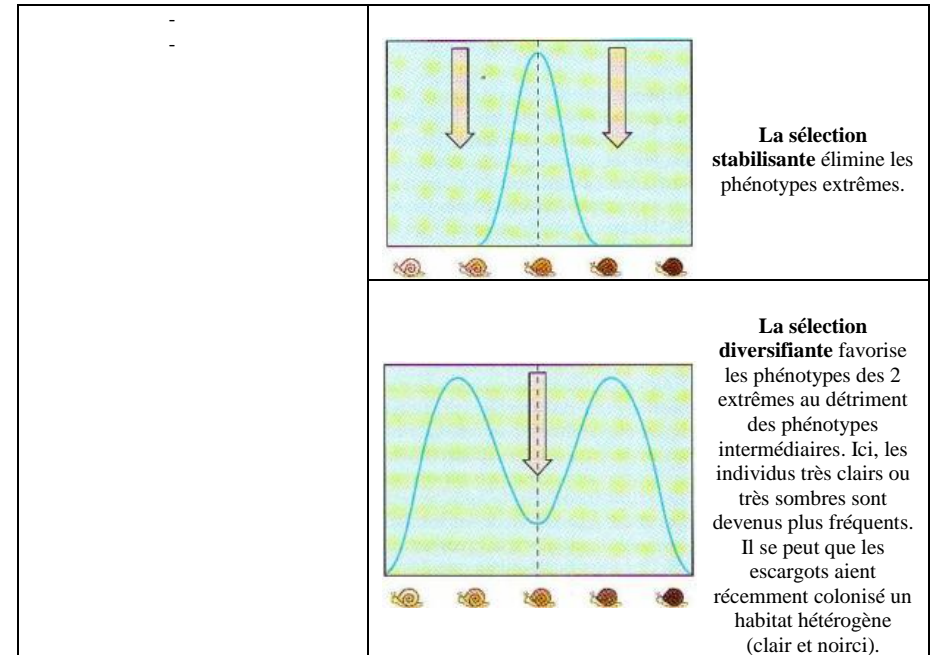 -
-
La sélection
stabilisante élimine les
phénotypes extrêmes.
La sélection
diversifiante favorise
les phénotypes des 2
extrêmes au détriment
des phénotypes
intermédiaires. Ici, les
individus très clairs ou
très sombres sont
devenus plus fréquents.
Il se peut que les
escargots aient
récemment colonisé un
habitat hétérogène
(clair et noirci).